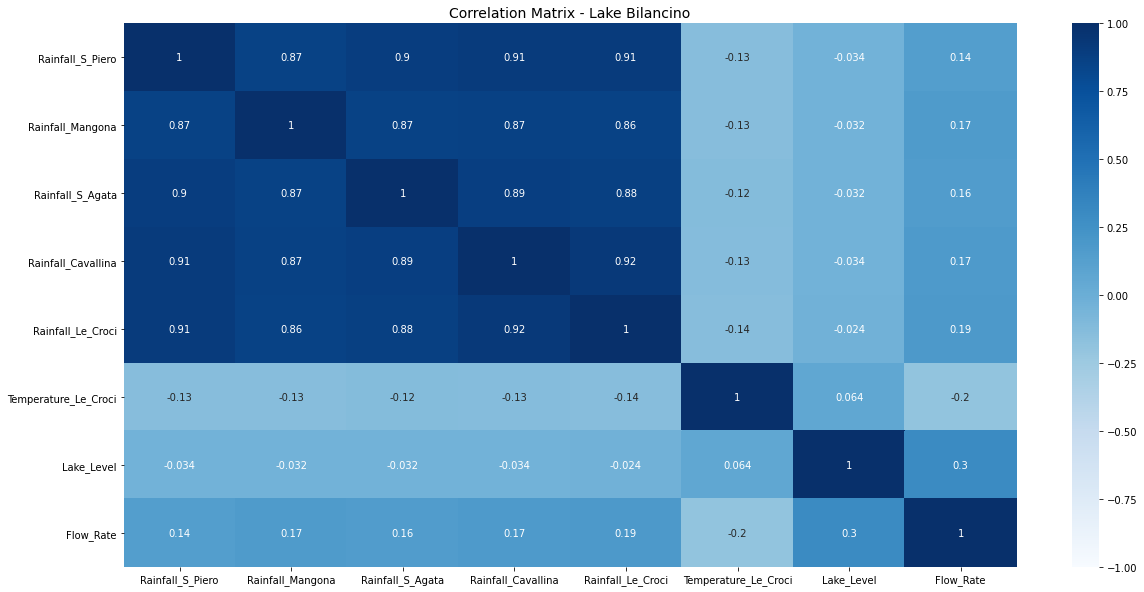 Correlation Matrix - Lake Bilancino
Rainfall_S_Piero 1 0.87 0.9 0.91 0.91 -0.13 -0.034 0.14
Rainfall_Mangona 0.87 1 0.87 0.87 0.86 -0.13 -0.032 0.17
Rainfall_S_Agata 0.9 0.87 1 0.89 0.88 -0.12 -0.032 0.16
Rainfall_Cavallina 0.91 0.87 0.89 1 0.92 -0.13 -0.034 0.17
Rainfall_Le_Croci 0.91 0.86 0.88 0.92 1 -0.14 -0.024 0.19
Temperature_Le_Croci -0.13 -0.13 -0.12 -0.13 -0.14 1 0.064 -0.2
Lake_Level -0.034 -0.032 -0.032 -0.034 -0.024 0.064 1 0.3
Flow_Rate 0.14 0.17 0.16 0.17 0.19 -0.2 0.3 1
Rainfall_S_Piero Rainfall_Mangona Rainfall_S_Agata Rainfall_Cavallina Rainfall_Le_Croci Temperature_Le_Croci Lake_Level Flow_Rate
1.00
0.75
0.50
0.25
0.00
−0.25
−0.50
−0.75
−1.00